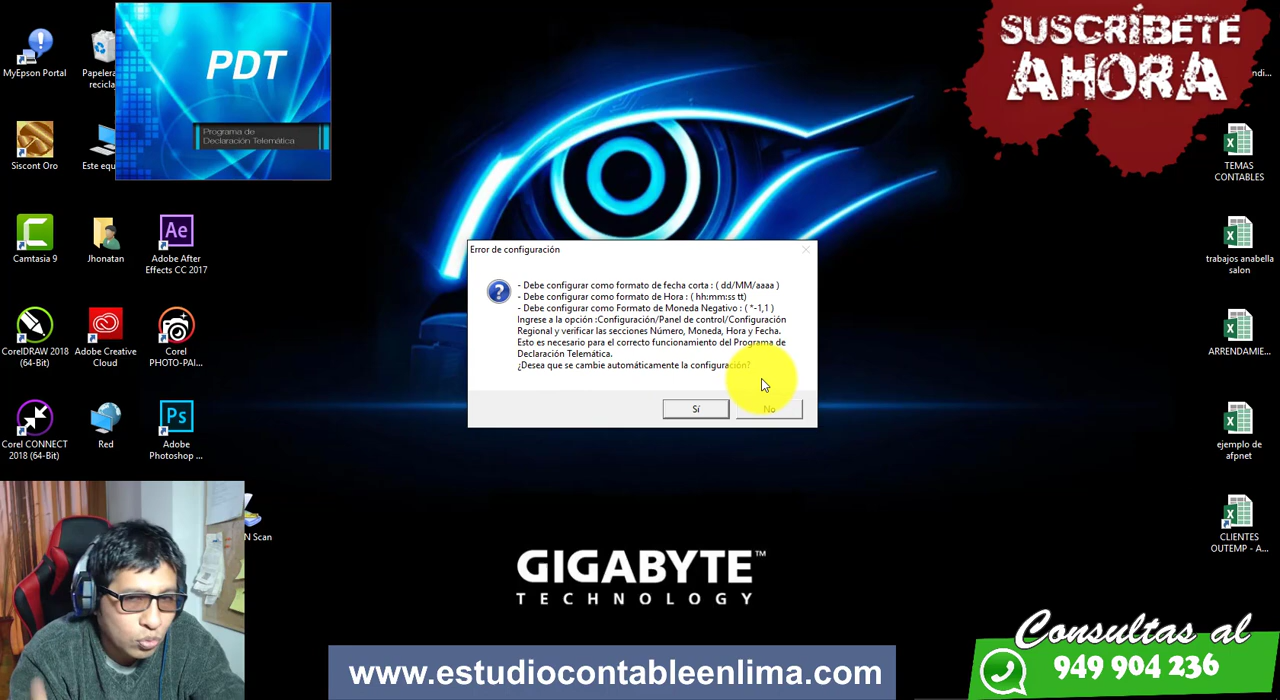 MyEpson Portal
Papelera
recicla
PDT
Programa de
Declaración Telemática
SUSCRÍBETE
AHORA
Siscont Oro
Este equ
TEMAS
CONTABLES
Camtasia 9
Jhonatan
Ae
Adobe After
Effects CC 2017
trabajos anabella
salon
Error de configuración
- Debe configurar como formato de fecha corta : ( dd/MM/aaaa )
- Debe configurar como formato de Hora : ( hh:mm:ss tt)
- Debe configurar como Formato de Moneda Negativo : ( *-1,1 )
Ingrese a la opción :Configuración/Panel de control/Configuración
Regional y verificar las secciones Número, Moneda, Hora y Fecha.
Esto es necesario para el correcto funcionamiento del Programa de
Declaración Telemática.
¿Desea que se cambie automáticamente la configuración?
Sí
No
CorelDRAW 2018
(64-Bit)
Adobe Creative
Cloud
Corel
PHOTO-PAI...
ARRENDAMIE...
Corel CONNECT
2018 (64-Bit)
Red
Ps
Adobe
Photoshop ...
ejemplo de
afpnet
N Scan
CLIENTES
OUTEMP - A...
GIGABYTE™
TECHNOLOGY
Consultas al
949 904 236
www.estudiocontableenlima.com